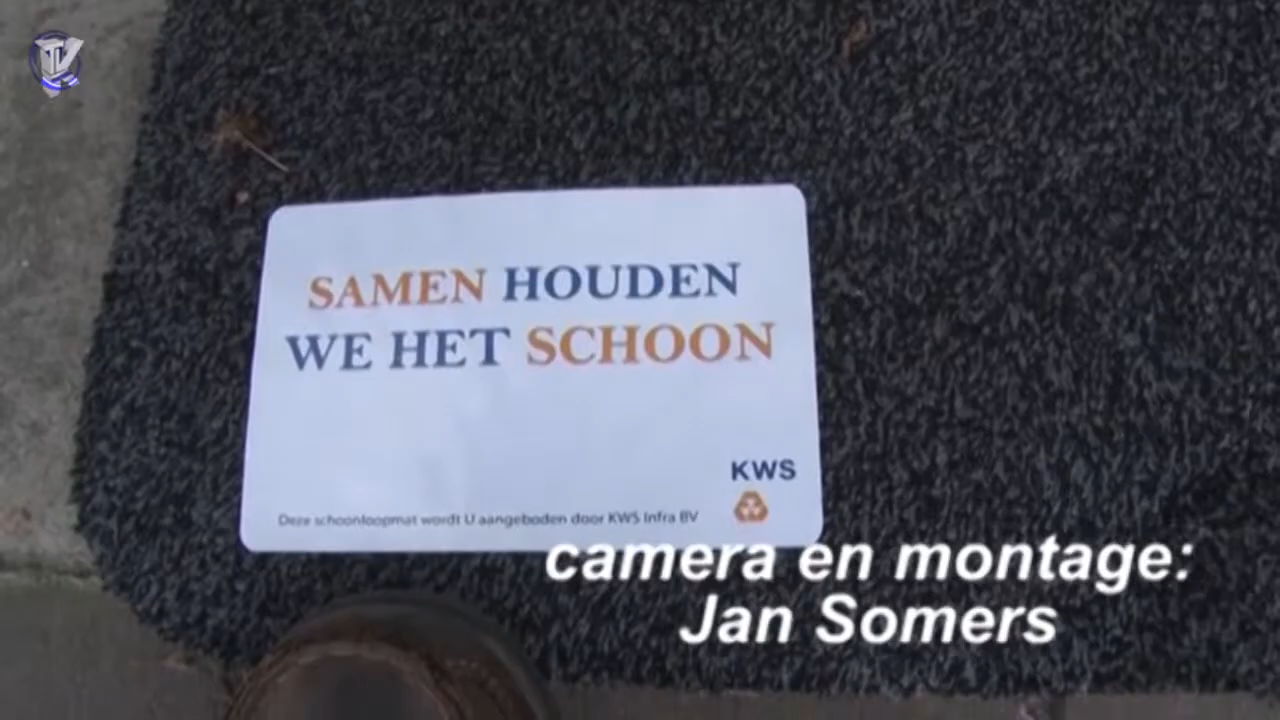 SAMEN HOUDEN
WE HET SCHOON
KWS
Deze schoonloopmat wordt U aangeboden door KWS Infra BV
camera en montage:
Jan Somers